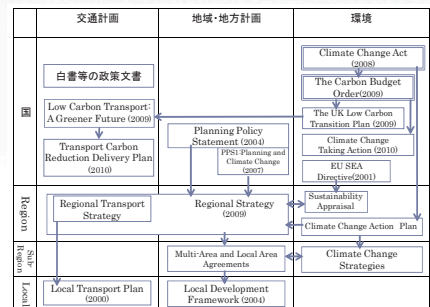 交通計画
地域・地方計画
環境
国
白書等の政策文書
Low Carbon Transport:
A Greener Future (2009)
Transport Carbon
Reduction Delivery Plan
(2010)
Planning Policy
Statement (2004)
PPS1:Planning and
Climate Change
(2007)
Climate Change Act
(2008)
The Carbon Budget
Order(2009)
The UK Low Carbon
Transition Plan (2009)
Climate Change
Taking Action (2010)
EU SEA
Directive(2001)
Region
Regional Transport
Strategy
Regional Strategy
(2009)
Sustainability
Appraisal
Climate Change Action Plan
Sub-
Region
Multi-Area and Local Area
Agreements
Climate Change
Strategies
Local
Local Transport Plan
(2000)
Local Development
Framework (2004)